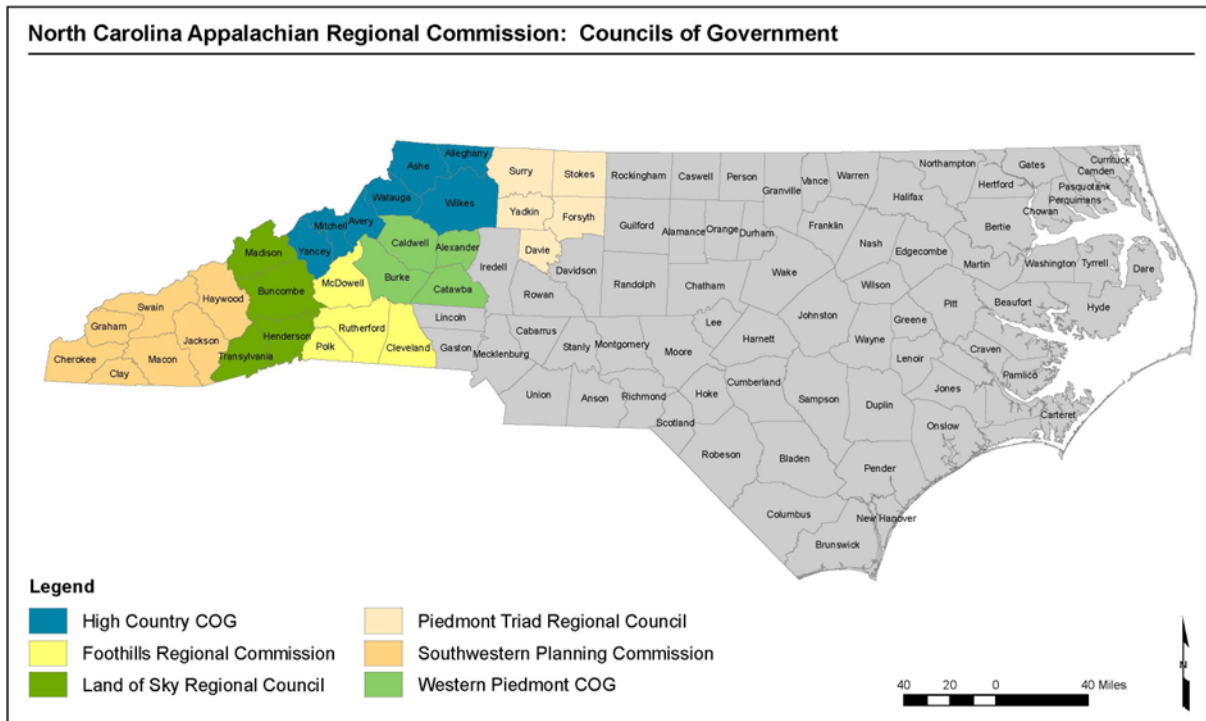 North Carolina Appalachian Regional Commission: Councils of Government
Alleghany
Ashe
Surry
Stokes
Rockingham
Caswell
Person
Granville
Vance
Warren
Northampton
Gates
Currituck
Camden
Pasquotank
Perquimans
Chowan
Hertford
Halifax
Bertie
Watauga
Wilkes
Yadkin
Forsyth
Guilford
Alamance
Orange
Durham
Franklin
Nash
Edgecombe
Martin
Washington
Tyrrell
Dare
Mitchell
Avery
Yancey
Caldwell
Alexander
Davie
Iredell
Davidson
Madison
Buncombe
McDowell
Burke
Catawba
Rowan
Randolph
Chatham
Wake
Wilson
Pitt
Beaufort
Hyde
Swain
Haywood
Graham
Jackson
Henderson
Rutherford
Lincoln
Cabarrus
Lee
Johnston
Greene
Cherokee
Macon
Transylvania
Polk
Cleveland
Gaston
Mecklenburg
Stanly
Montgomery
Moore
Harnett
Wayne
Lenoir
Craven
Pamlico
Clay
Union
Anson
Richmond
Hoke
Cumberland
Sampson
Duplin
Jones
Carteret
Onslow
Scotland
Robeson
Bladen
Pender
Columbus
New Hanover
Brunswick
Legend
High Country COG
Foothills Regional Commission
Land of Sky Regional Council
Piedmont Triad Regional Council
Southwestern Planning Commission
Western Piedmont COG
N
40 20 0 40 Miles